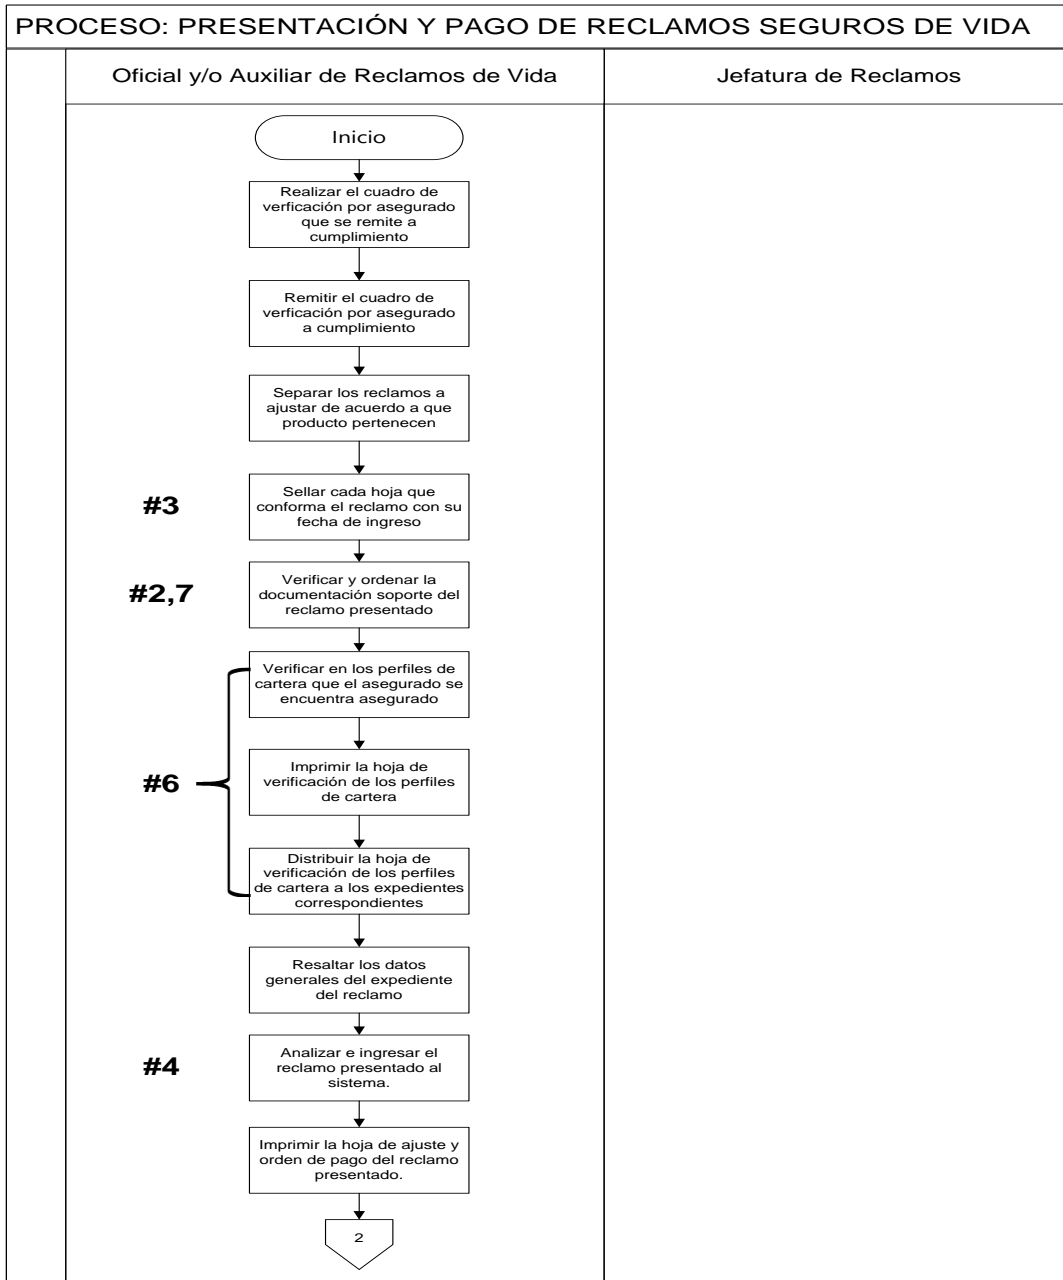 PROCESO: PRESENTACIÓN Y PAGO DE RECLAMOS SEGUROS DE VIDA
Oficial y/o Auxiliar de Reclamos de Vida
Jefatura de Reclamos
Inicio
Realizar el cuadro de
verficación por asegurado
que se remite a
cumplimiento
Remitir el cuadro de
verficación por asegurado
a cumplimiento
Separar los reclamos a
ajustar de acuerdo a que
producto pertenecen
#3
Sellar cada hoja que
conforma el reclamo con su
fecha de ingreso
#2,7
Verificar y ordenar la
documentación soporte del
reclamo presentado
Verificar en los perfiles de
cartera que el asegurado se
encuentra asegurado
#6
Imprimir la hoja de
verificación de los perfiles
de cartera
Distribuir la hoja de
verificación de los perfiles
de cartera a los expedientes
correspondientes
Resaltar los datos
generales del expediente
del reclamo
#4
Analizar e ingresar el
reclamo presentado al
sistema.
Imprimir la hoja de ajuste y
orden de pago del reclamo
presentado.
2